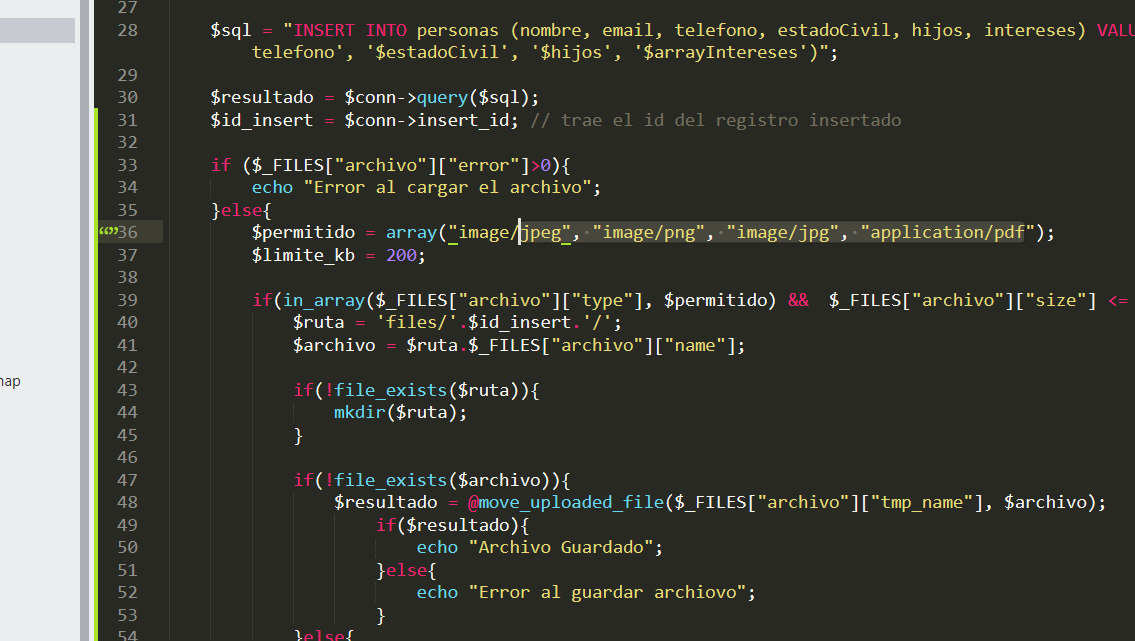 27
28 $sql = "INSERT INTO personas (nombre, email, telefono, estadoCivil, hijos, intereses)
telefono', '$estadoCivil', '$hijos', '$arrayIntereses')";
29
30 $resultado = $conn->query($sql);
31 $id_insert = $conn->insert_id; // trae el id del registro insertado
32
33 if ($_FILES["archivo"]["error"]>0){
34 echo "Error al cargar el archivo";
35 }else{
36 $permitido = array("image/jpeg", "image/png", "image/jpg", "application/pdf");
37 $limite_kb = 200;
38
39 if(in_array($_FILES["archivo"]["type"], $permitido) && $_FILES["archivo"]["size"] <=
40 $ruta = 'files/'.$id_insert.'/';
41 $archivo = $ruta.$_FILES["archivo"]["name"];
42
43 if(!file_exists($ruta)){
44 mkdir($ruta);
45 }
46
47 if(!file_exists($archivo)){
48 $resultado = @move_uploaded_file($_FILES["archivo"]["tmp_name"], $archivo);
49 if($resultado){
50 echo "Archivo Guardado";
51 }else{
52 echo "Error al guardar archiovo";
53 }
54 }else{